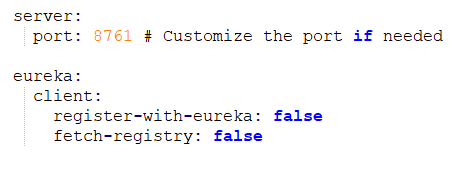 server:
  port: 8761 # Customize the port if needed

eureka:
  client:
    register-with-eureka: false
    fetch-registry: false